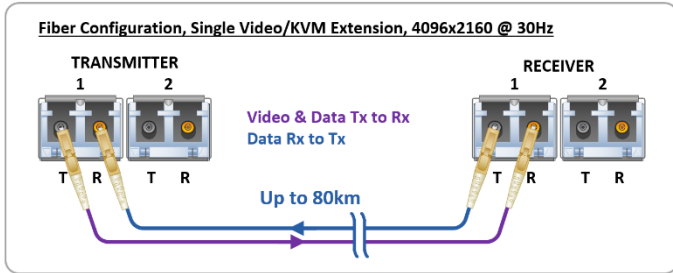 Fiber Configuration, Single Video/KVM Extension, 4096x2160 @ 30Hz
TRANSMITTER
1 2
RECEIVER
1 2
Video & Data Tx to Rx
Data Rx to Tx
T R T R
T R T R
Up to 80km